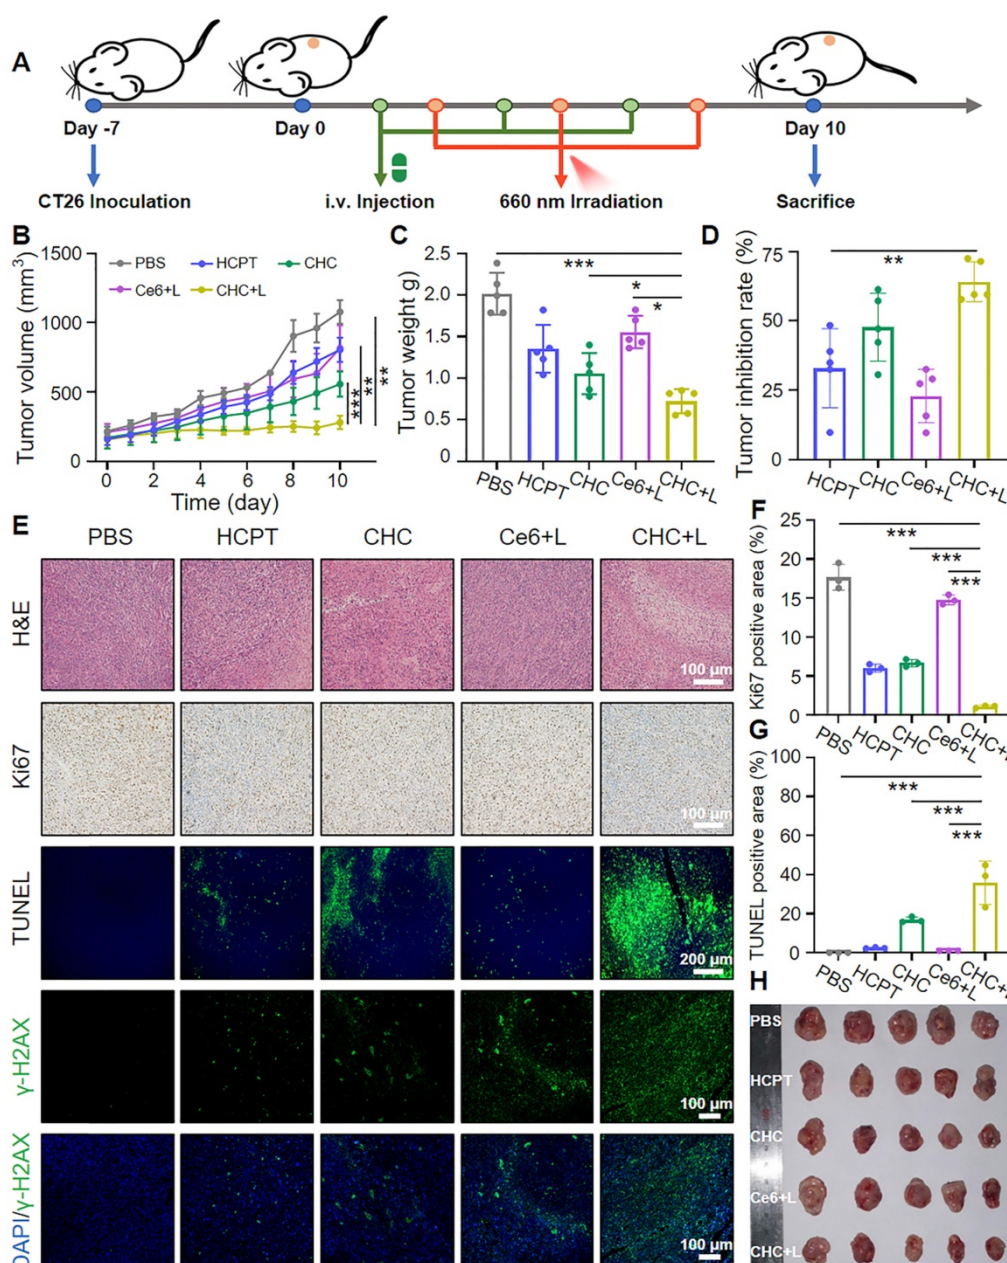 A
Day -7
Day 0
Day 10
CT26 Inoculation
i.v. Injection
660 nm Irradiation
Sacrifice
B
Tumor volume (mm3)
1500
1000
500
0
PBS
HCPT
CHC
Ce6+L
CHC+L
***
**
**
0
2
4
6
8
10
Time (day)
C
Tumor weight g)
2.5
2.0
1.5
1.0
0.5
0
***
*
*
PBS
HCPT
CHC
Ce6+L
CHC+L
D
Tumor inhibition rate (%)
75
50
25
0
**
HCPT
CHC
Ce6+L
CHC+L
E
PBS
HCPT
CHC
Ce6+L
CHC+L
H&E
100 μm
Ki67
100 μm
TUNEL
200 μm
γ-H2AX
100 μm
DAPI/γ-H2AX
100 μm
F
Ki67 positive area (%)
25
20
15
10
5
0
***
***
***
PBS
HCPT
CHC
Ce6+L
CHC+L
G
TUNEL positive area (%)
100
80
60
40
20
0
***
***
***
PBS
HCPT
CHC
Ce6+L
CHC+L
H
PBS
HCPT
CHC
Ce6+L
CHC+L